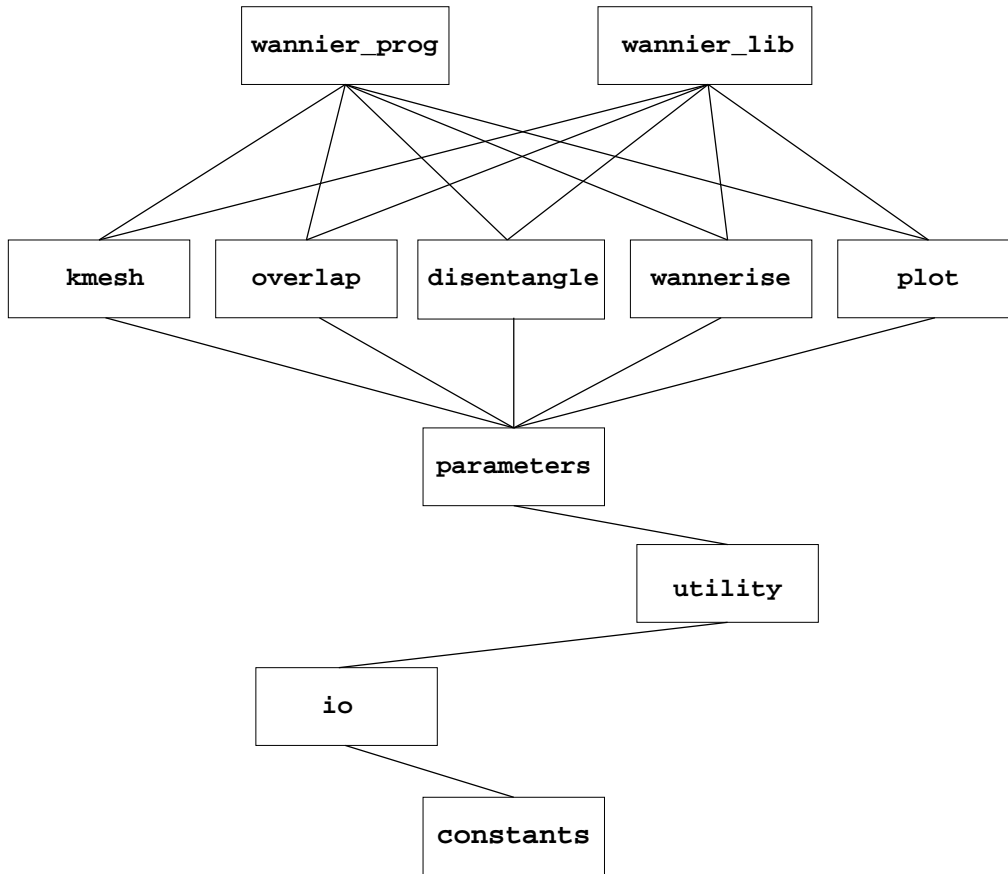 wannier_prog
wannier_lib
kmesh
overlap
disentangle
wannerise
plot
parameters
utility
io
constants